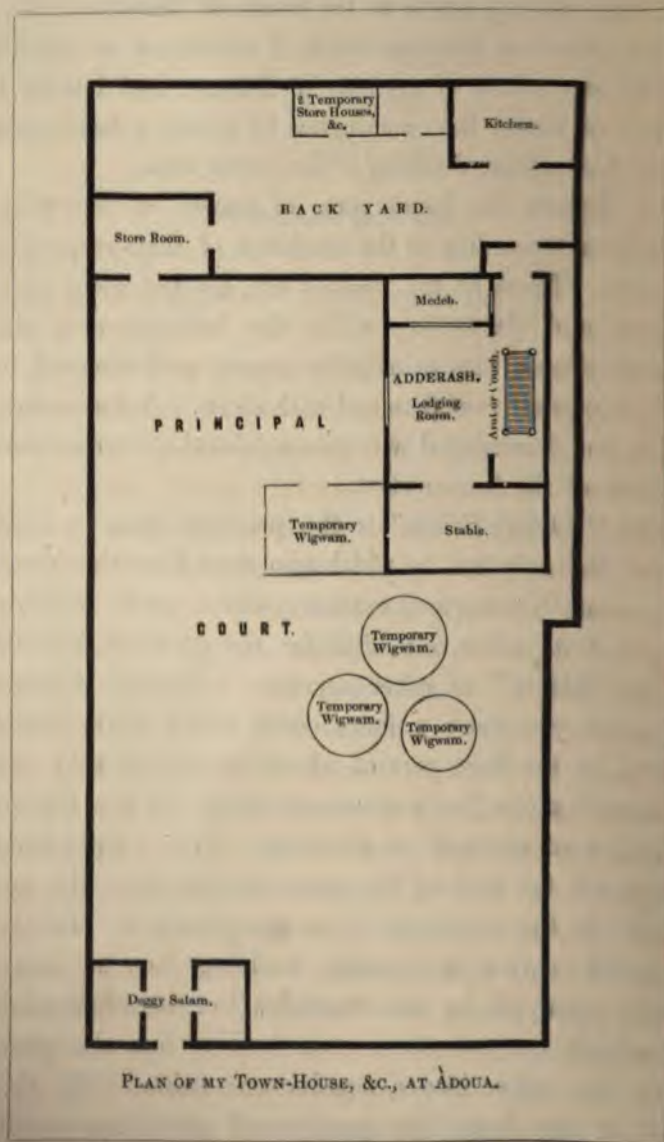 2 Temporary
Store Houses,
&c.
Kitchen.
BACK YARD.
Store Room.
Medeb.
ADDERASH.
Lodging
Room.
Arat or Couch.
PRINCIPAL
Temporary
Wigwam.
Stable.
COURT.
Temporary
Wigwam.
Temporary
Wigwam.
Temporary
Wigwam.
Deggy Salam.
PLAN OF MY TOWN-HOUSE, &c., AT ÀDOUA.